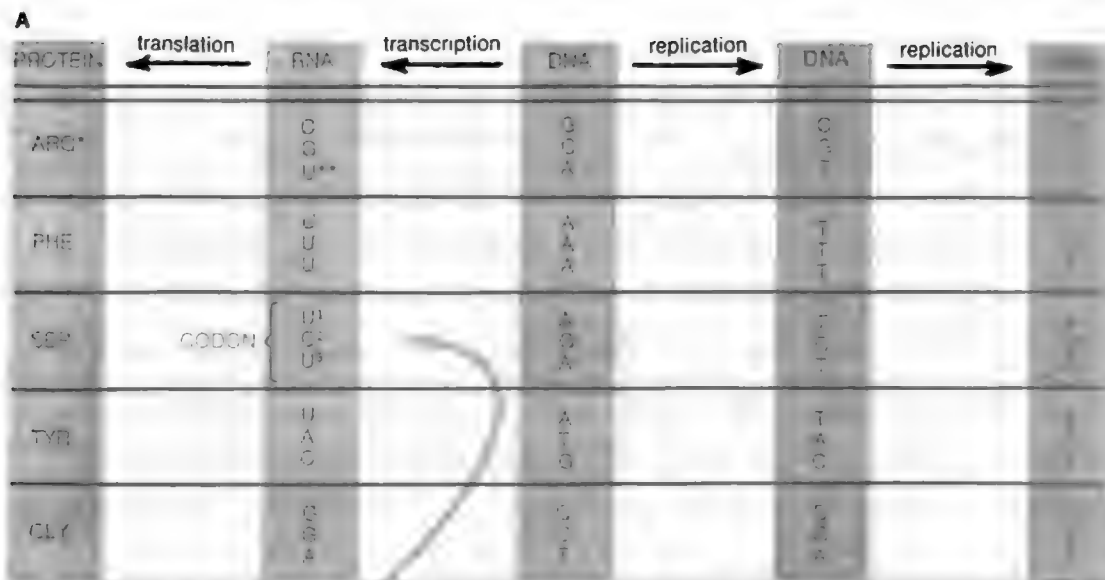 A
PROTEIN translation RNA transcription DNA replication DNA replication
ARG* C G C
G C G
U** A T
PHE U A T
U A T
U A T
SER CODON U¹ A T
C² G C
U³ A T
TYR U A T
A T A
C G C
GLY G C G
G C G
A T A